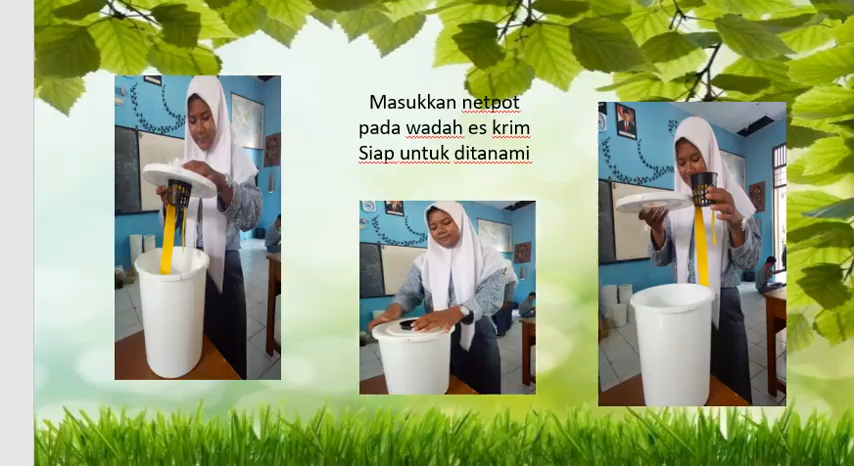 Masukkan netpot
pada wadah es krim
Siap untuk ditanami